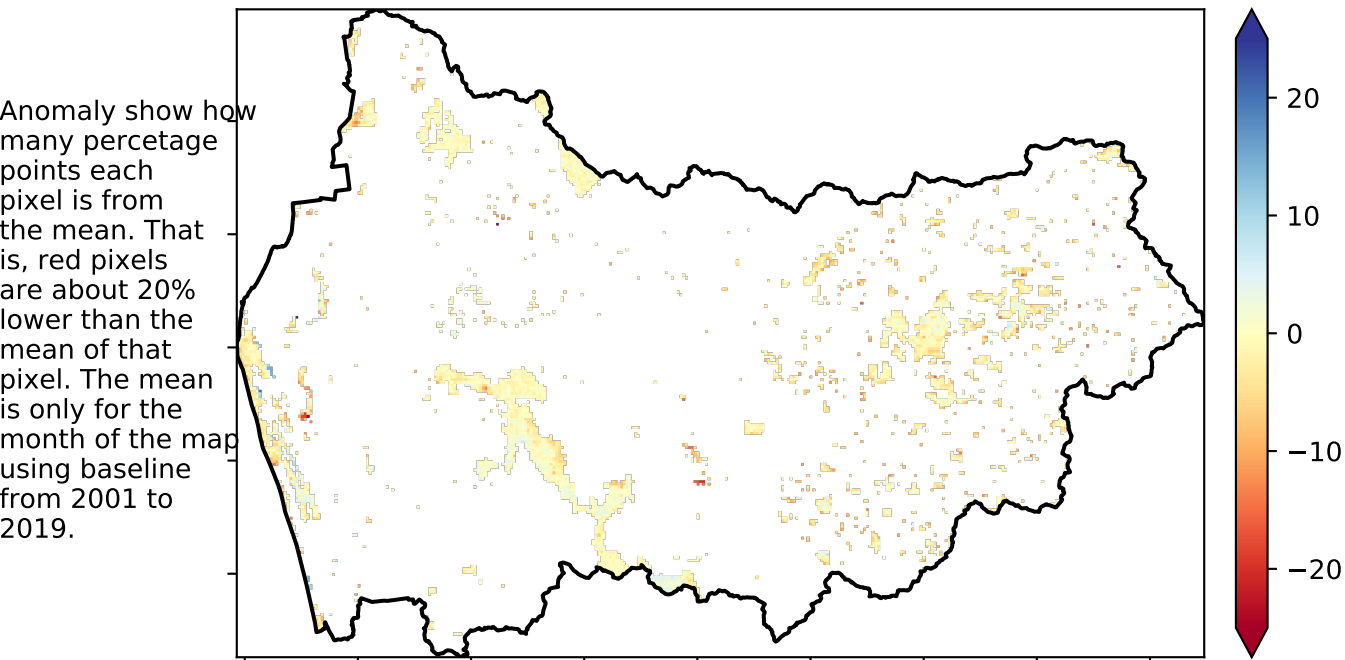 Anomaly show how
many percetage
points each
pixel is from
the mean. That
is, red pixels
are about 20%
lower than the
mean of that
pixel. The mean
is only for the
month of the map
using baseline
from 2001 to
2019.
20
10
0
−10
−20